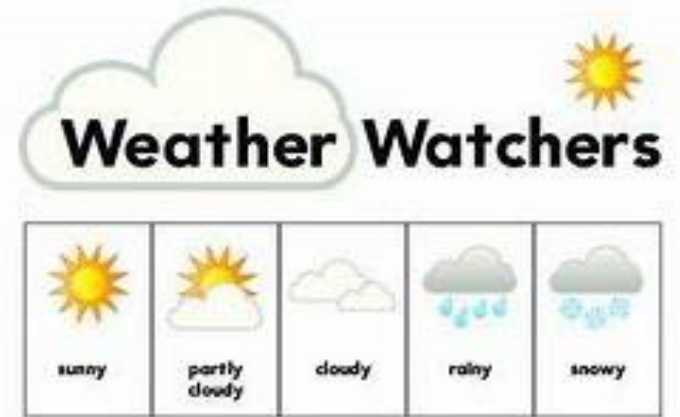 Weather Watchers
sunny
partly
cloudy
cloudy
rainy
snowy